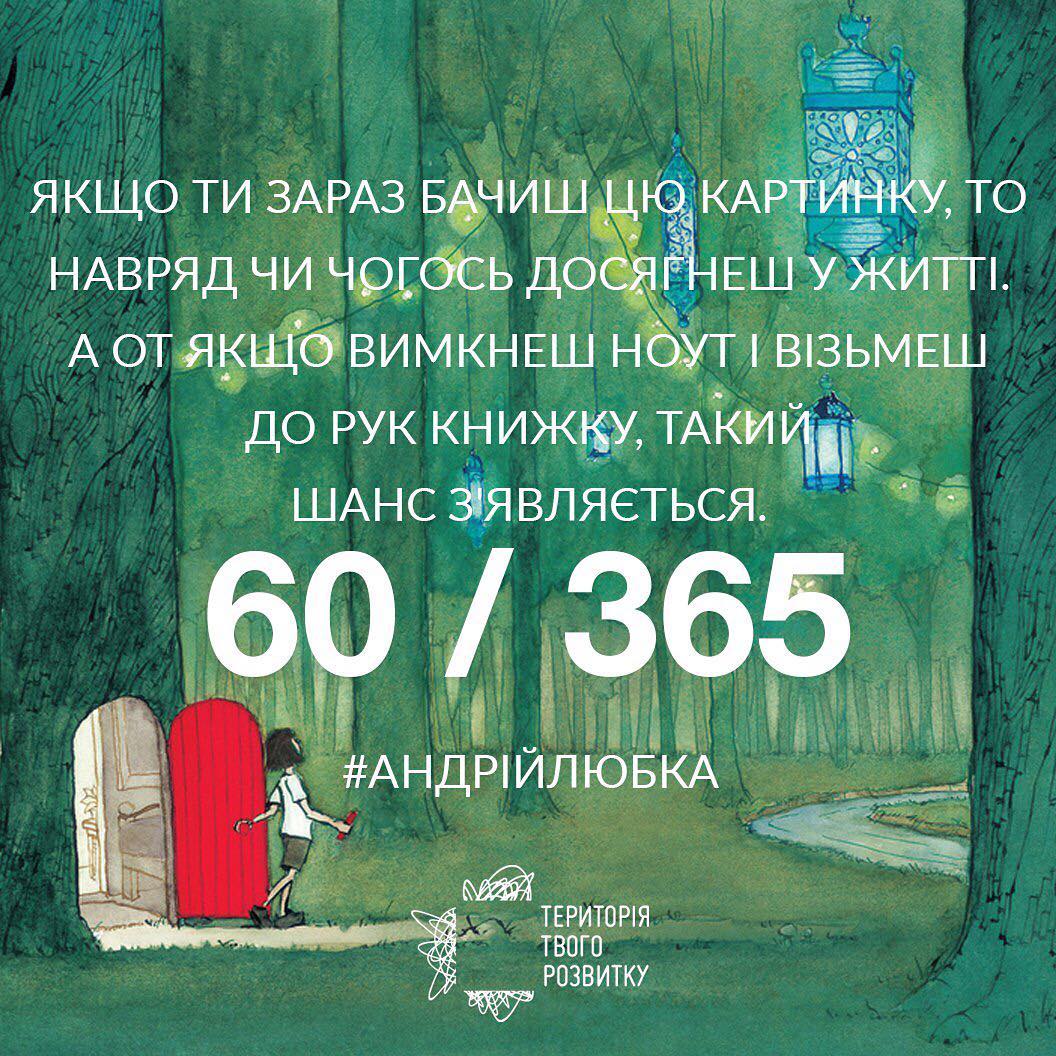 ЯКЩО ТИ ЗАРАЗ БАЧИШ ЦЮ КАРТИНКУ, ТО
НАВРЯД ЧИ ЧОГОСЬ ДОСЯГНЕШ У ЖИТТІ.
А ОТ ЯКЩО ВИМКНЕШ НОУТ І ВІЗЬМЕШ
ДО РУК КНИЖКУ, ТАКИЙ
ШАНС З'ЯВЛЯЄТЬСЯ.
60 / 365
#АНДРІЙЛЮБКА
ТЕРИТОРІЯ
ТВОГО
РОЗВИТКУ